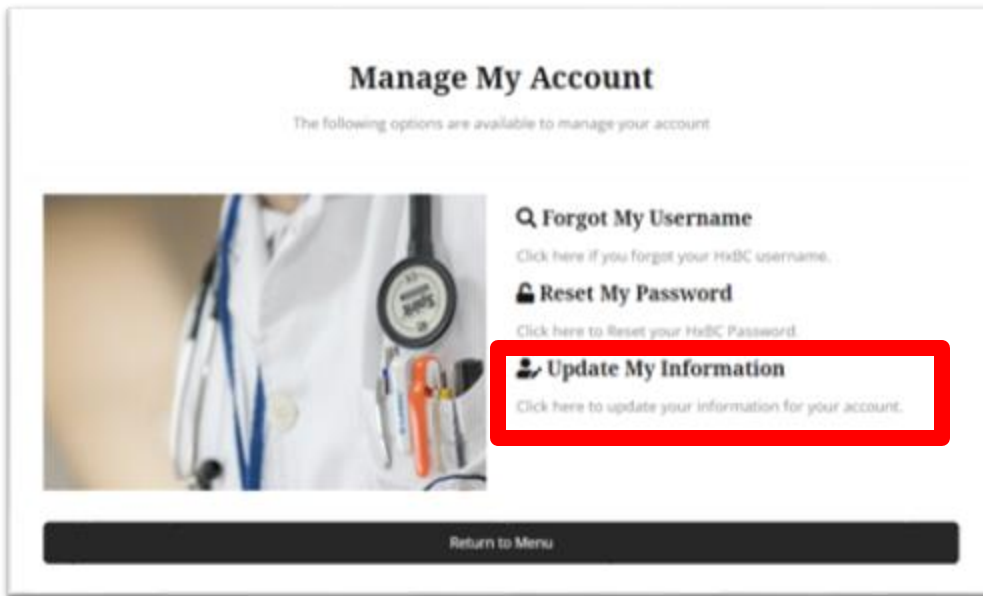 Manage My Account
The following options are available to manage your account
Forgot My Username
Click here if you forgot your HxBC username.
Reset My Password
Click here to Reset your HxBC Password.
Update My Information
Click here to update your information for your account.
Return to Menu